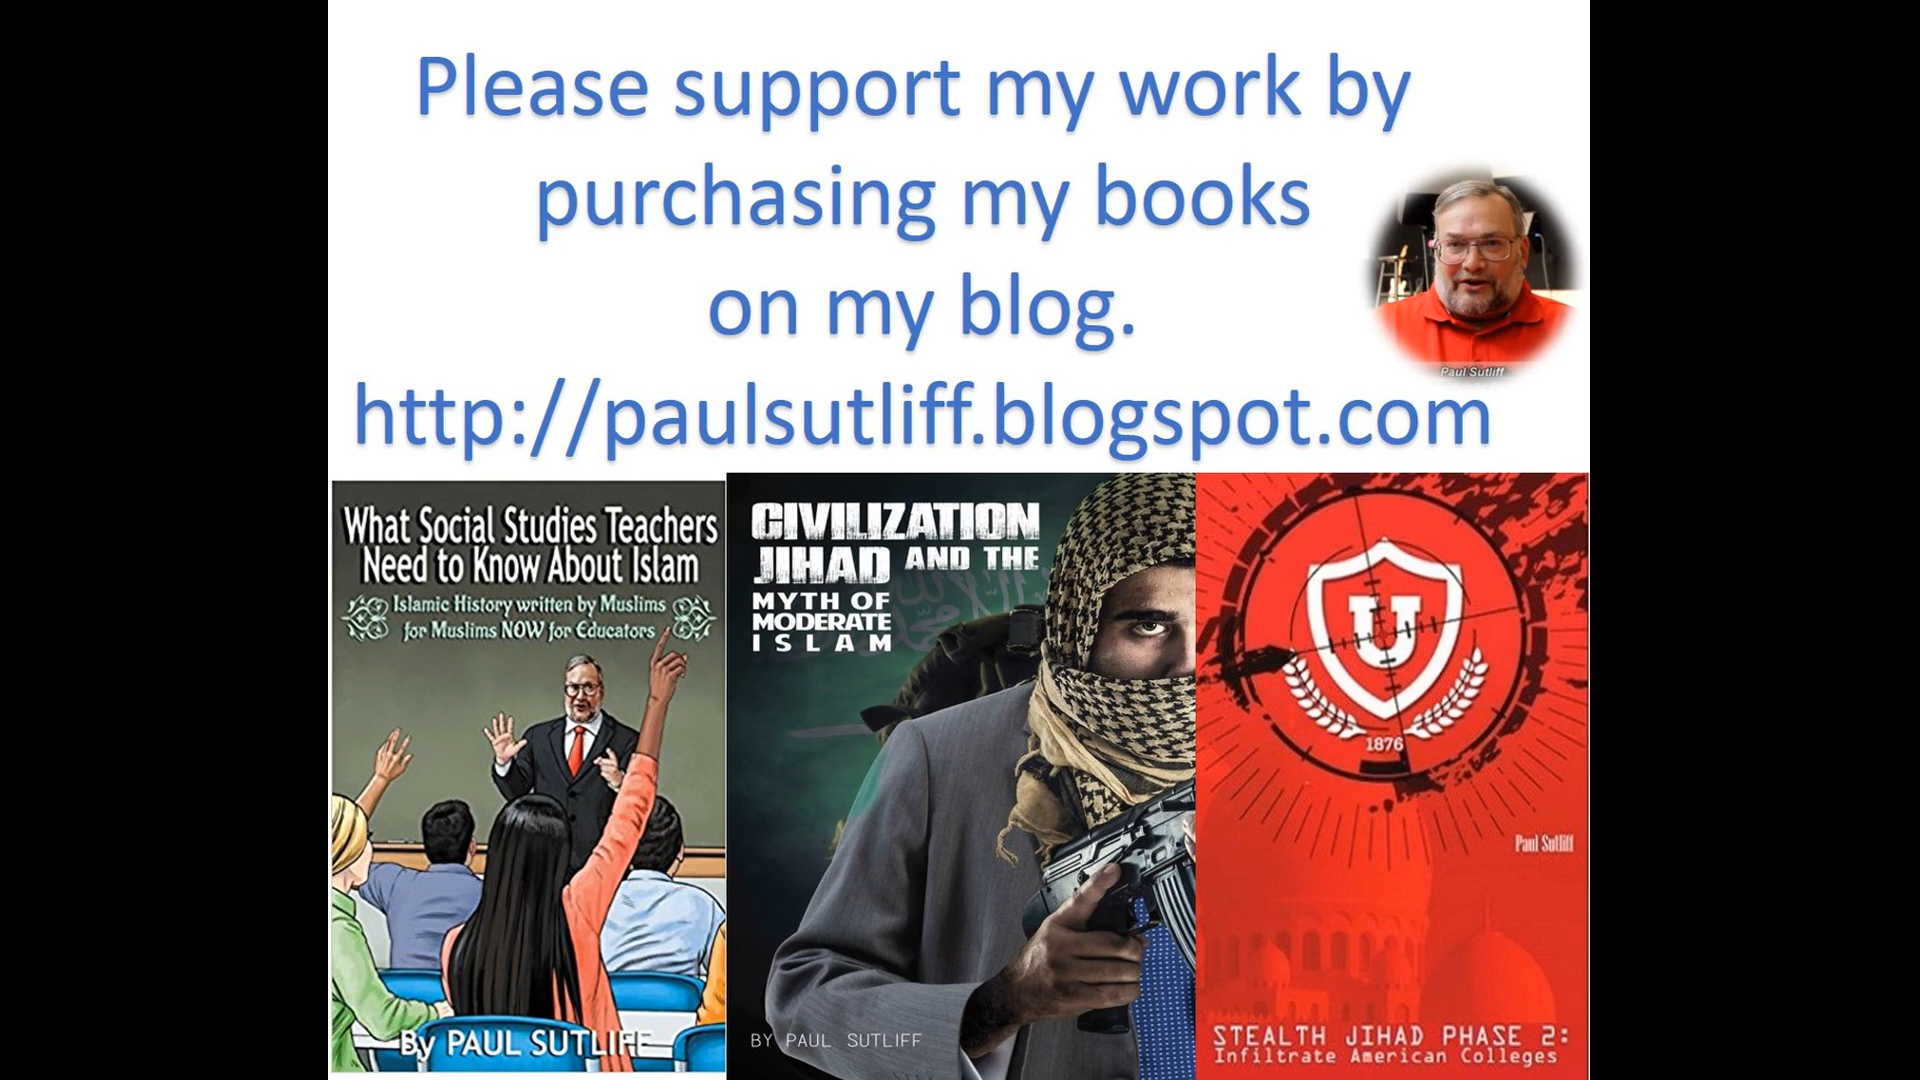 Please support my work by
purchasing my books
on my blog.
Paul Sutliff
http://paulsutliff.blogspot.com
What Social Studies Teachers
Need to Know About Islam
Islamic History written by Muslims
for Muslims NOW for Educators
By PAUL SUTLIFF
CIVILIZATION
JIHAD AND THE
MYTH OF
MODERATE
ISLAM
BY PAUL SUTLIFF
U
1876
Paul Sutliff
STEALTH JIHAD PHASE 2:
Infiltrate American Colleges